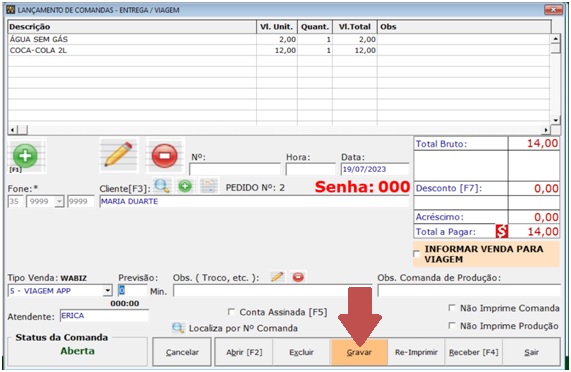 LANÇAMENTO DE COMANDAS - ENTREGA / VIAGEM
Descrição Vl. Unit. Quant. Vl.Total Obs
ÁGUA SEM GÁS 2,00 1 2,00
COCA-COLA 2L 12,00 1 12,00
[F1]
Nº: Hora: Data:
19/07/2023
Total Bruto: 14,00
Desconto [F7]: 0,00
Acréscimo: 0,00
Total a Pagar: $ 14,00
Fone:* Cliente[F3]: PEDIDO Nº: 2 Senha: 000
35 9999 9999 MARIA DUARTE
INFORMAR VENDA PARA
VIAGEM
Tipo Venda: WABIZ Previsão: Obs. ( Troco, etc. ): Obs. Comanda de Produção:
5 - VIAGEM APP 0 Min.
000:00
Atendente: ERICA
Conta Assinada [F5]
Não Imprime Comanda
Localiza por Nº Comanda
Não Imprime Produção
Status da Comanda
Aberta
Cancelar Abrir [F2] Excluir Gravar Re-Imprimir Receber [F4] Sair